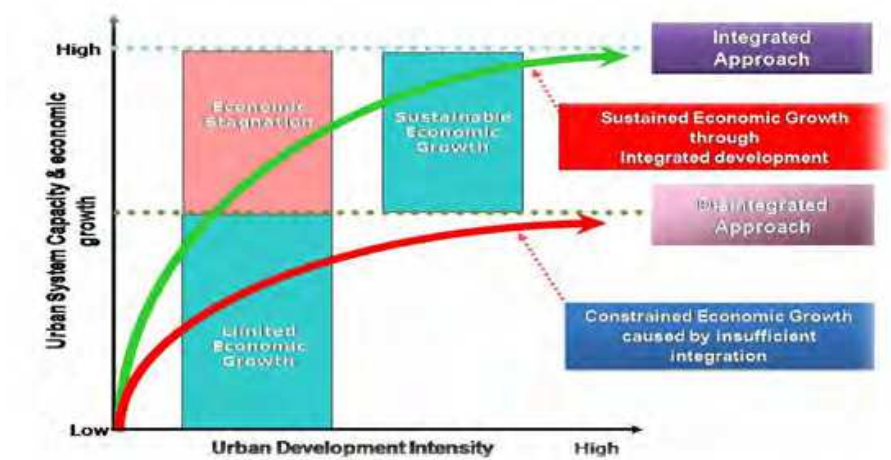 High
Urban System Capacity & economic
growth
Low
Urban Development Intensity
High
Economic
Stagnation
Sustainable
Economic
Growth
Limited
Economic
Growth
Integrated
Approach
Sustained Economic Growth
through
Integrated development
Disintegrated
Approach
Constrained Economic Growth
caused by insufficient
integration